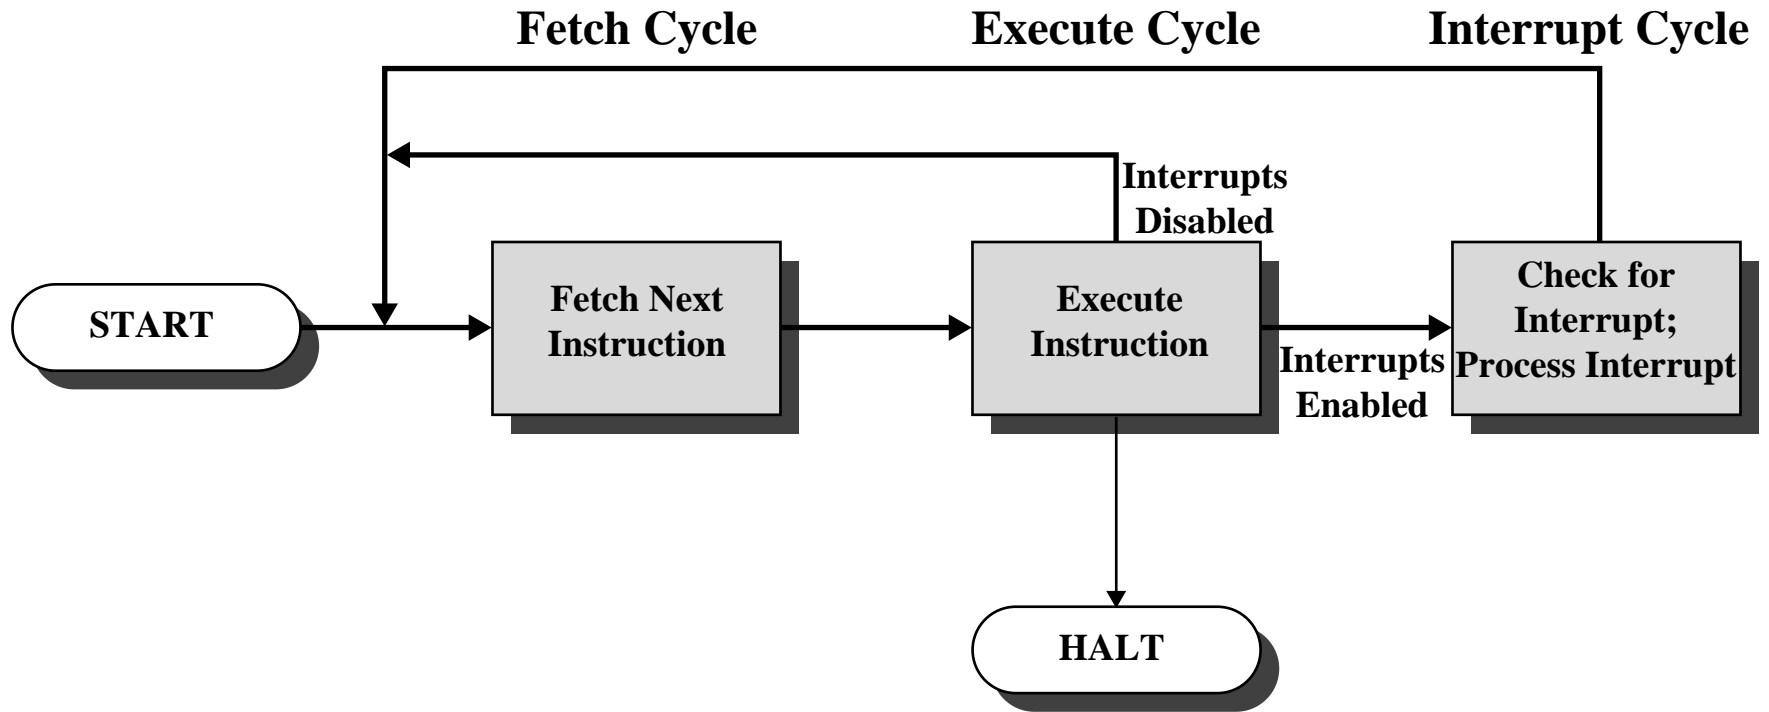 Fetch Cycle
Execute Cycle
Interrupt Cycle
Interrupts
Disabled
START
Fetch Next
Instruction
Execute
Instruction
Interrupts
Enabled
Check for
Interrupt;
Process Interrupt
HALT